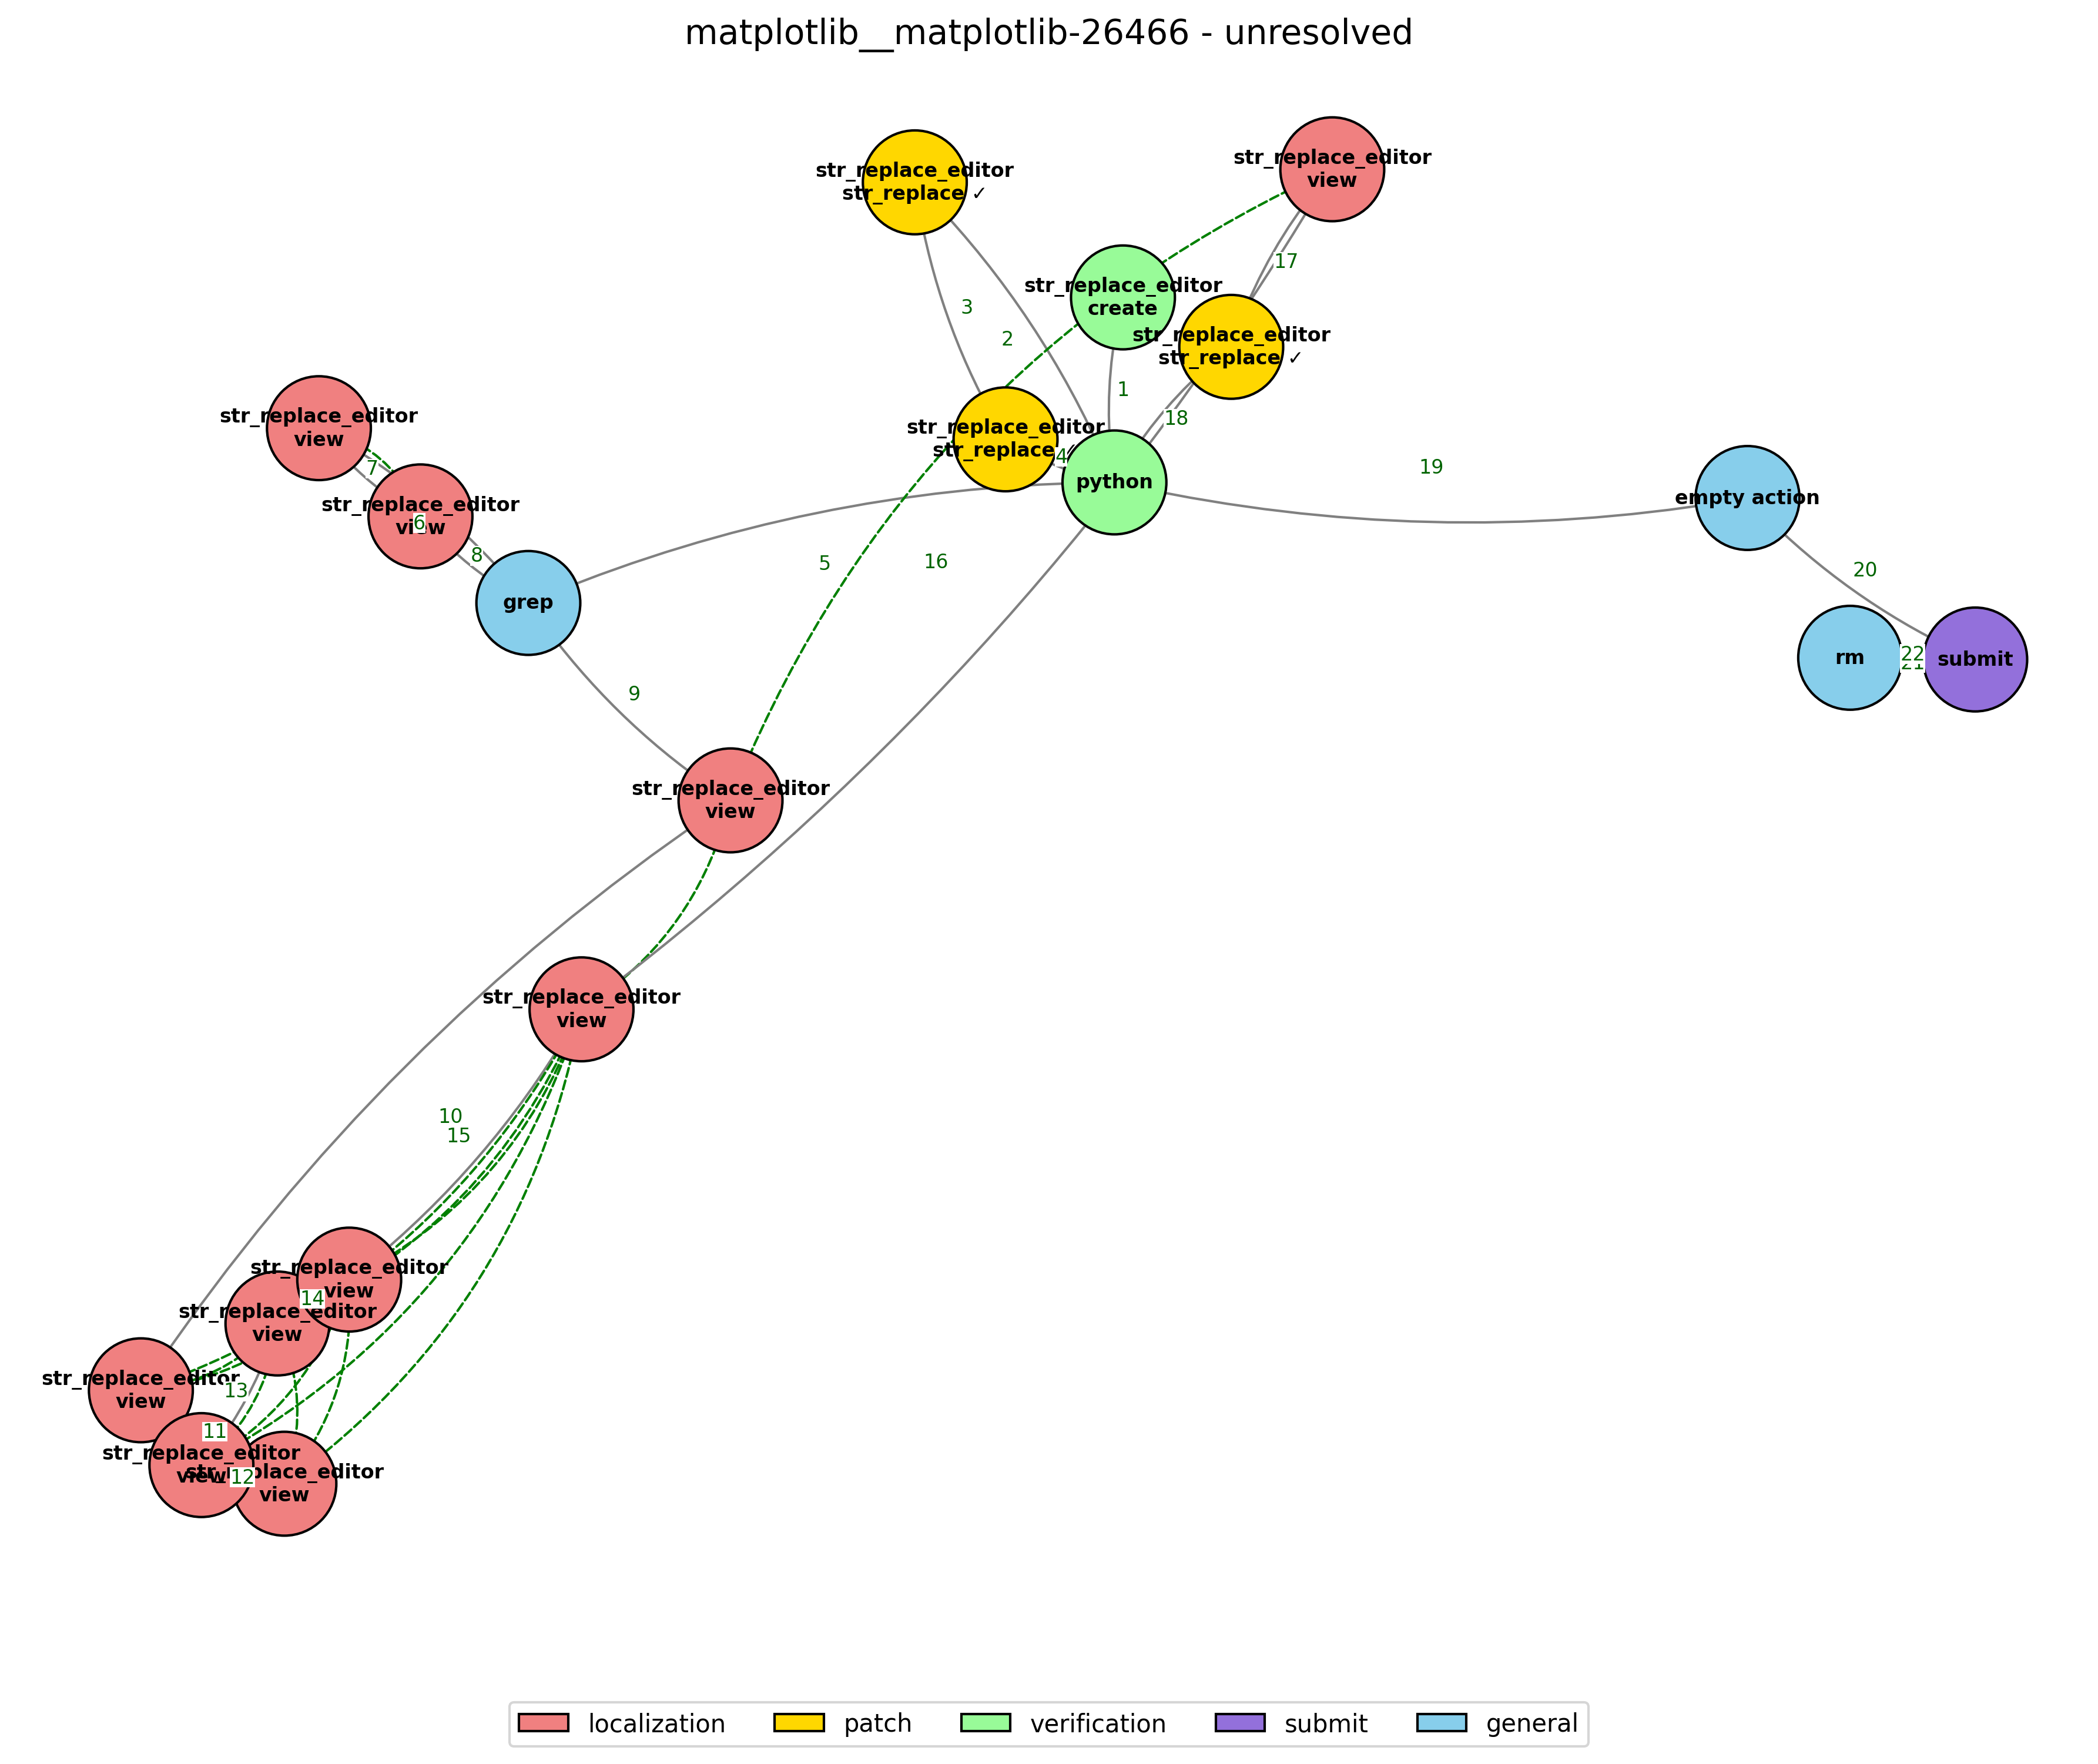 matplotlib__matplotlib-26466 - unresolved
str_replace_editor
view
str_replace_editor
str_replace ✓
17
str_replace_editor
create
3
2
str_replace_editor
str_replace ✓
1
18
str_replace_editor
view
7
str_replace_editor
str_replace ✓
4
python
19
empty action
str_replace_editor
view
6
8
5
16
grep
20
rm
22
21
submit
9
str_replace_editor
view
str_replace_editor
view
10
15
str_replace_editor
view
14
str_replace_editor
view
13
str_replace_editor
view
11
str_replace_editor
view
12
str_replace_editor
view
localization
patch
verification
submit
general